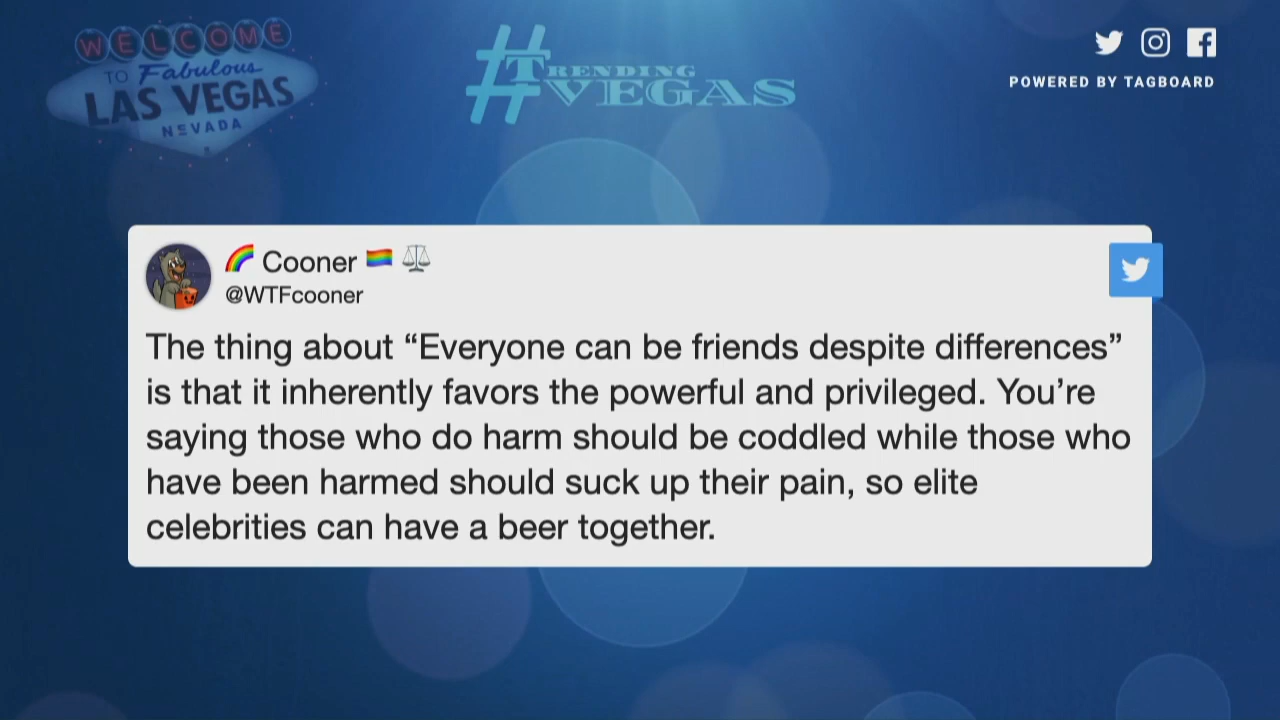 WELCOME
TO Fabulous
LAS VEGAS
NEVADA
#TRENDING
VEGAS
POWERED BY TAGBOARD
🌈 Cooner 🏳️‍🌈 ⚖️
@WTFcooner
The thing about “Everyone can be friends despite differences”
is that it inherently favors the powerful and privileged. You’re
saying those who do harm should be coddled while those who
have been harmed should suck up their pain, so elite
celebrities can have a beer together.